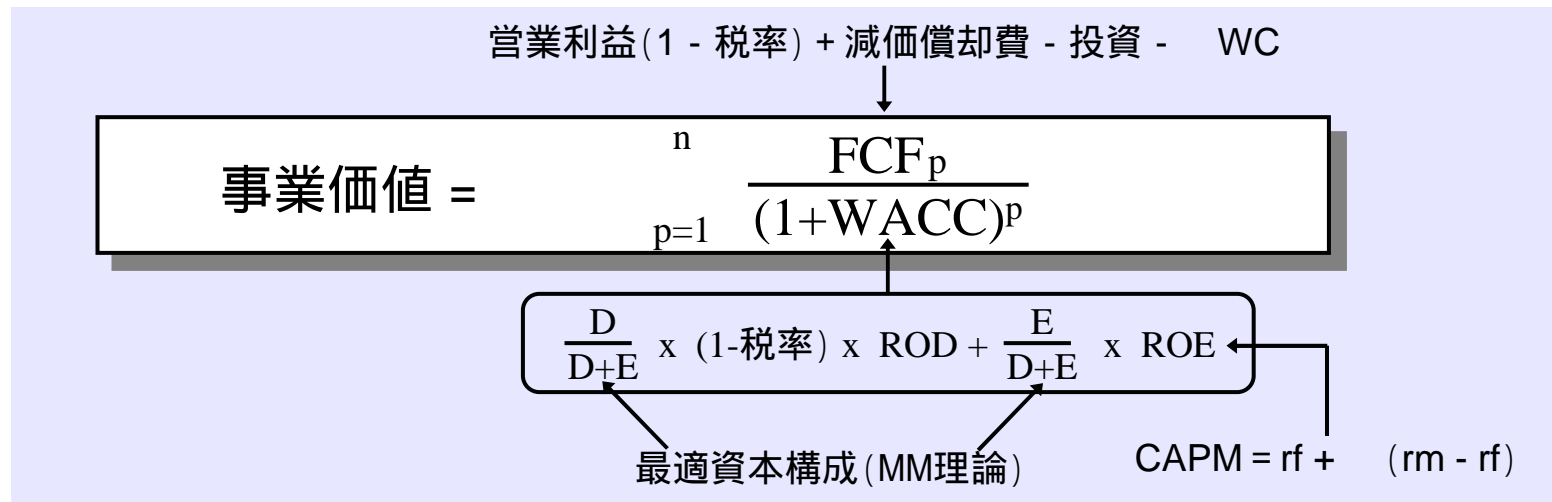 営業利益(1 - 税率) + 減価償却費 - 投資 - WC
事業価値 =
n
p=1
FCFp
(1+WACC)p
D
D+E
x (1-税率) x ROD +
E
D+E
x ROE
最適資本構成(MM理論)
CAPM = rf + (rm - rf)